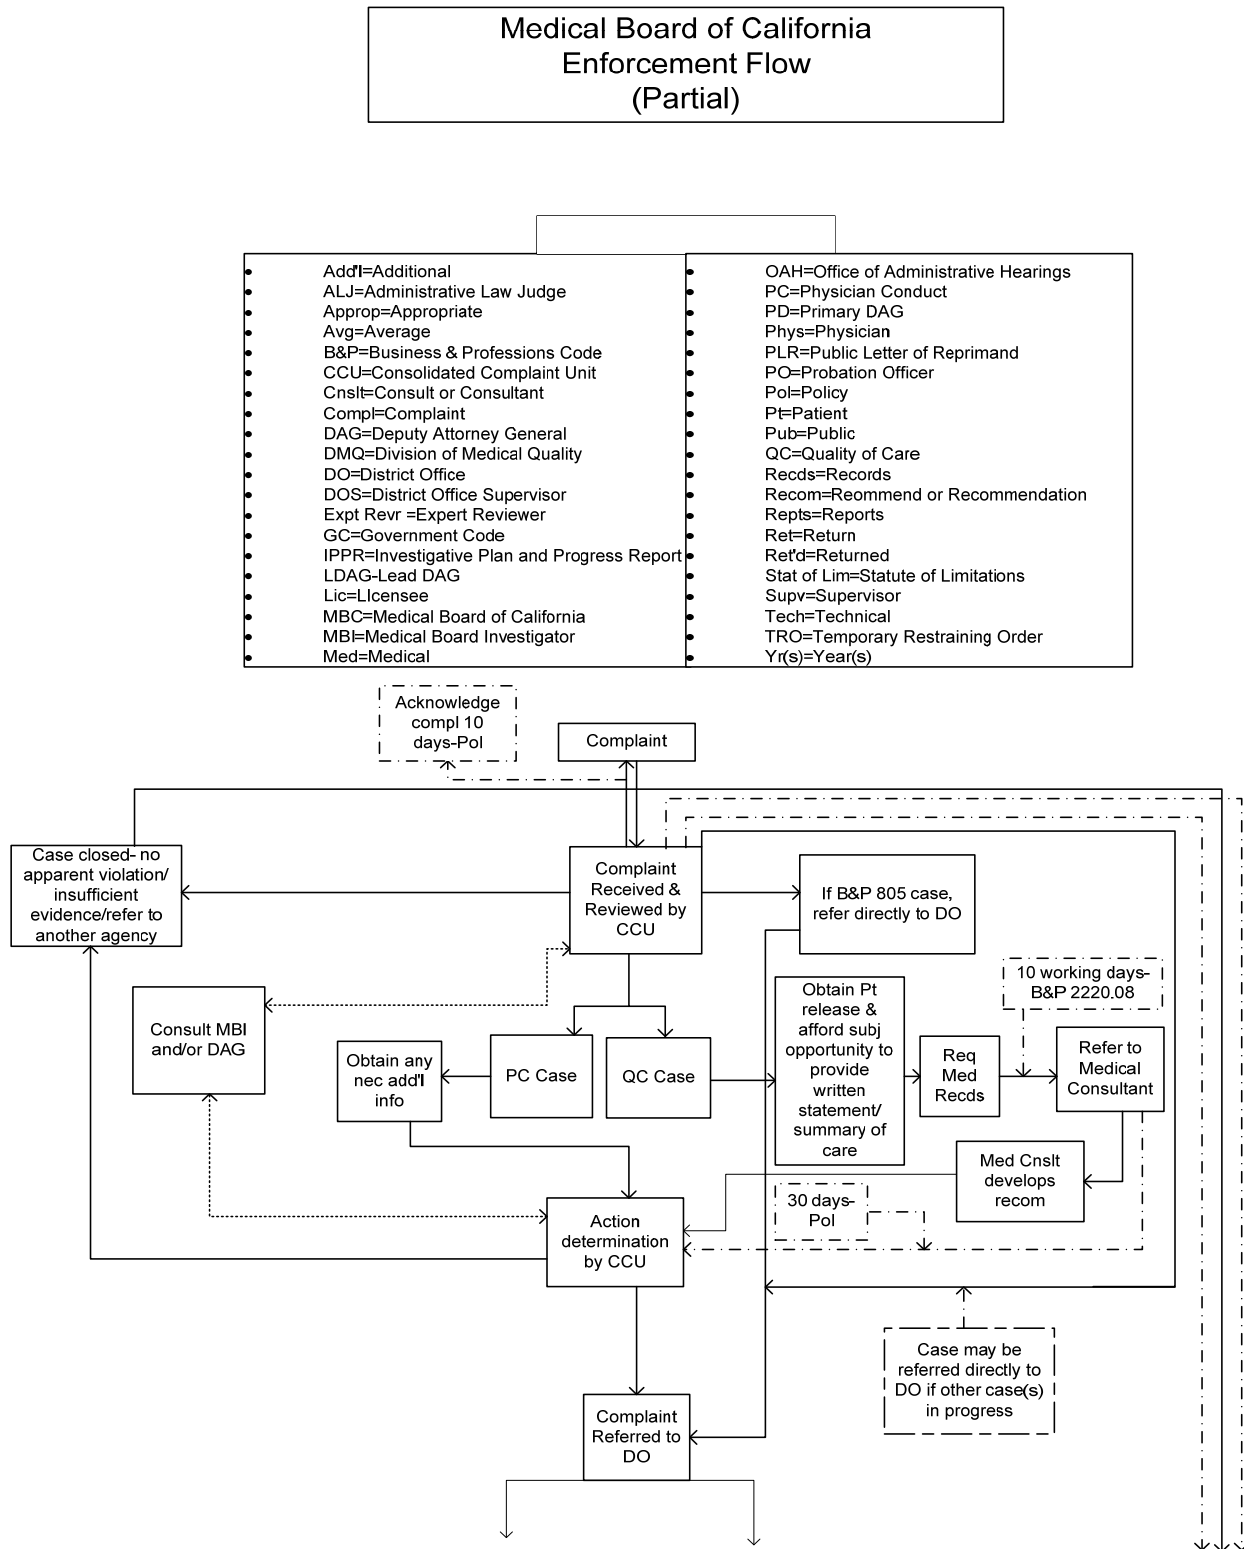 Medical Board of California
Enforcement Flow
(Partial)
Add'l=Additional
ALJ=Administrative Law Judge
Approp=Appropriate
Avg=Average
B&P=Business & Professions Code
CCU=Consolidated Complaint Unit
Cnslt=Consult or Consultant
Compl=Complaint
DAG=Deputy Attorney General
DMQ=Division of Medical Quality
DO=District Office
DOS=District Office Supervisor
Expt Revr =Expert Reviewer
GC=Government Code
IPPR=Investigative Plan and Progress Report
LDAG-Lead DAG
Lic=LIcensee
MBC=Medical Board of California
MBI=Medical Board Investigator
Med=Medical
OAH=Office of Administrative Hearings
PC=Physician Conduct
PD=Primary DAG
Phys=Physician
PLR=Public Letter of Reprimand
PO=Probation Officer
Pol=Policy
Pt=Patient
Pub=Public
QC=Quality of Care
Recds=Records
Recom=Reommend or Recommendation
Repts=Reports
Ret=Return
Ret'd=Returned
Stat of Lim=Statute of Limitations
Supv=Supervisor
Tech=Technical
TRO=Temporary Restraining Order
Yr(s)=Year(s)
Acknowledge
compl 10
days-Pol
Complaint
Case closed- no
apparent violation/
insufficient
evidence/refer to
another agency
Complaint
Received &
Reviewed by
CCU
If B&P 805 case,
refer directly to DO
10 working days-
B&P 2220.08
Consult MBI
and/or DAG
Obtain any
nec add'l
info
PC Case
QC Case
Obtain Pt
release &
afford subj
opportunity to
provide
written
statement/
summary of
care
Req
Med
Recds
Refer to
Medical
Consultant
Med Cnslt
develops
recom
30 days-
Pol
Action
determination
by CCU
Case may be
referred directly to
DO if other case(s)
in progress
Complaint
Referred to
DO